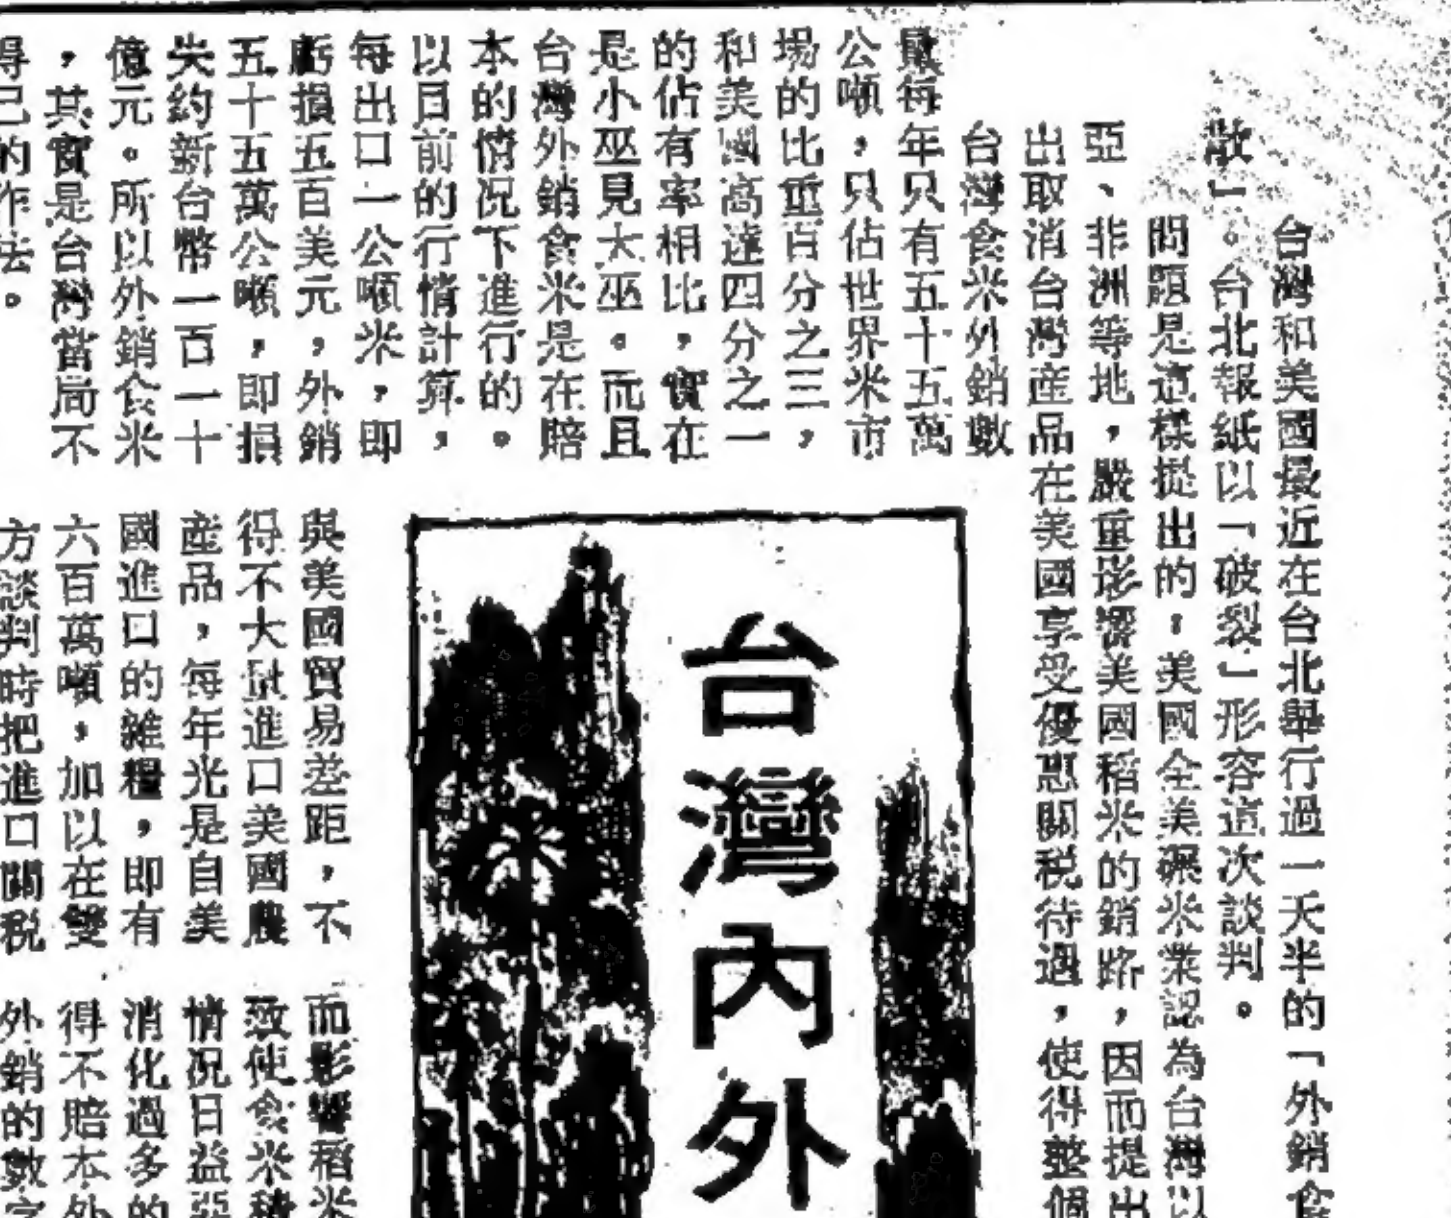 台灣和美國最近在台北舉行過一天半的「外銷食
散」。台北報紙以「破裂」形容這次談判。
問題是這樣提出的：美國全美碾米業認為台灣以
亞、非洲等地，嚴重影響美國稻米的銷路，因而提出
出取消台灣產品在美國享受優惠關稅待遇，使得整個
台灣食米外銷數
量每年只有五十五萬
公噸，只佔世界米市
場的比重百分之三，
和美國高達四分之一
的佔有率相比，實在
是小巫見大巫。而且
台灣外銷食米是在賠
本的情況下進行的。
以目前的行情計算，
每出口一公噸米，即
虧損五百美元，外銷
五十五萬公噸，即損
失約新台幣一百一十
億元。所以外銷食米
，其實是台灣當局不
得已的作法。
台灣內外
與美國貿易差距，不
得不大量進口美國農
產品，每年光是自美
國進口的雜糧，即有
六百萬噸，加以在雙
方談判時把進口關稅
而影響稻米
致使食米積
情況日益惡
消化過多的
得不賠本外
外銷的數字